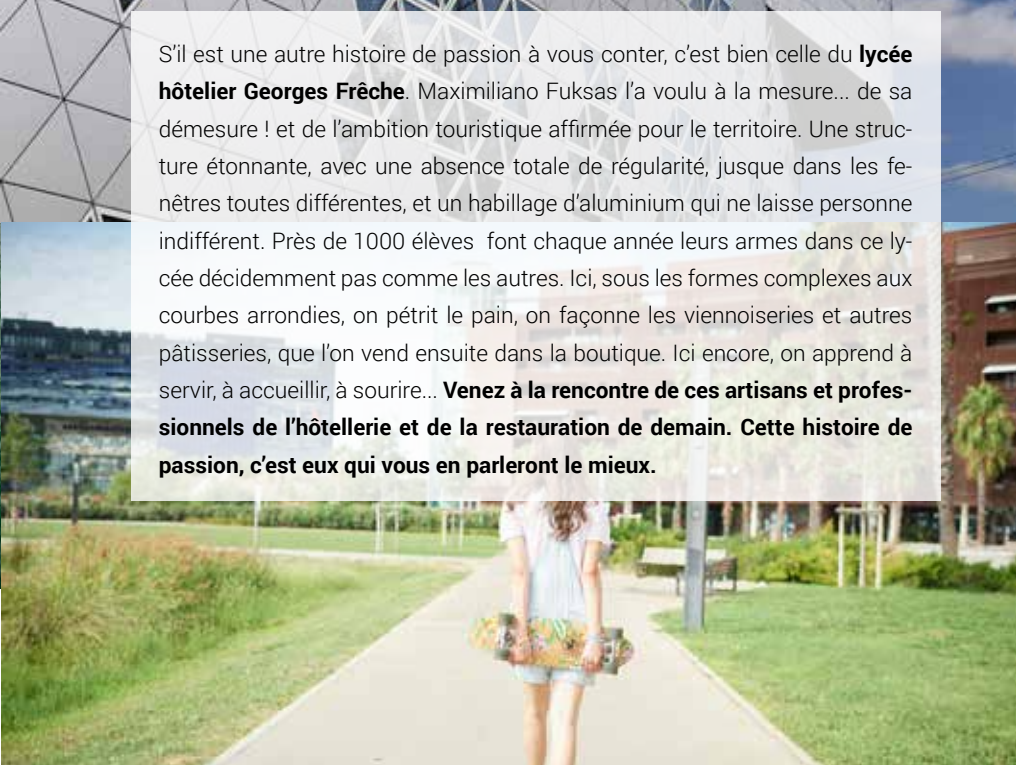 S'il est une autre histoire de passion à vous conter, c'est bien celle du lycée
hôtelier Georges Frêche. Maximiliano Fuksas l'a voulu à la mesure... de sa
démesure ! et de l'ambition touristique affirmée pour le territoire. Une struc-
ture étonnante, avec une absence totale de régularité, jusque dans les fe-
nêtres toutes différentes, et un habillage d'aluminium qui ne laisse personne
indifférent. Près de 1000 élèves  font chaque année leurs armes dans ce ly-
cée décidemment pas comme les autres. Ici, sous les formes complexes aux
courbes arrondies, on pétrit le pain, on façonne les viennoiseries et autres
pâtisseries, que l'on vend ensuite dans la boutique. Ici encore, on apprend à
servir, à accueillir, à sourire... Venez à la rencontre de ces artisans et profes-
sionnels de l'hôtellerie et de la restauration de demain. Cette histoire de
passion, c'est eux qui vous en parleront le mieux.